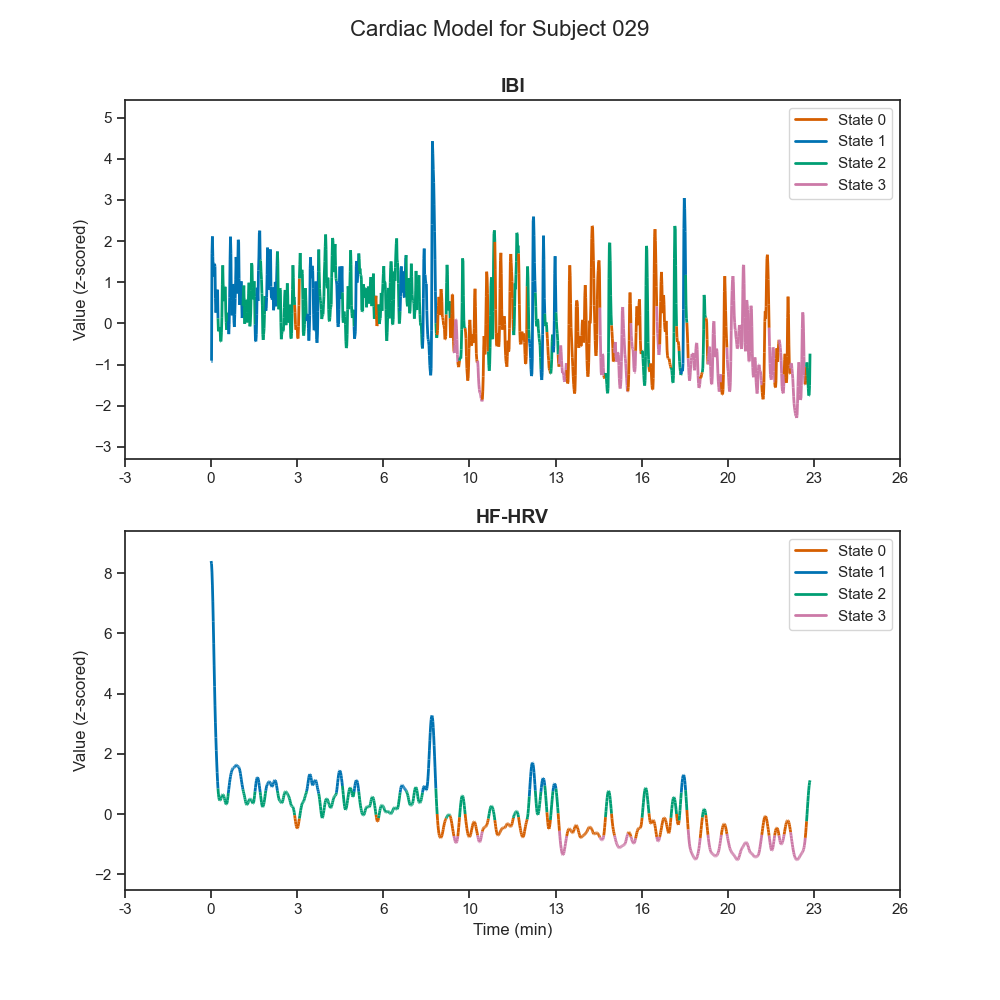 Cardiac Model for Subject 029
IBI
Value (z-scored)
5
4
3
2
1
0
−1
−2
−3
State 0
State 1
State 2
State 3
-3 0 3 6 10 13 16 20 23 26
HF-HRV
Value (z-scored)
8
6
4
2
0
−2
State 0
State 1
State 2
State 3
-3 0 3 6 10 13 16 20 23 26
Time (min)